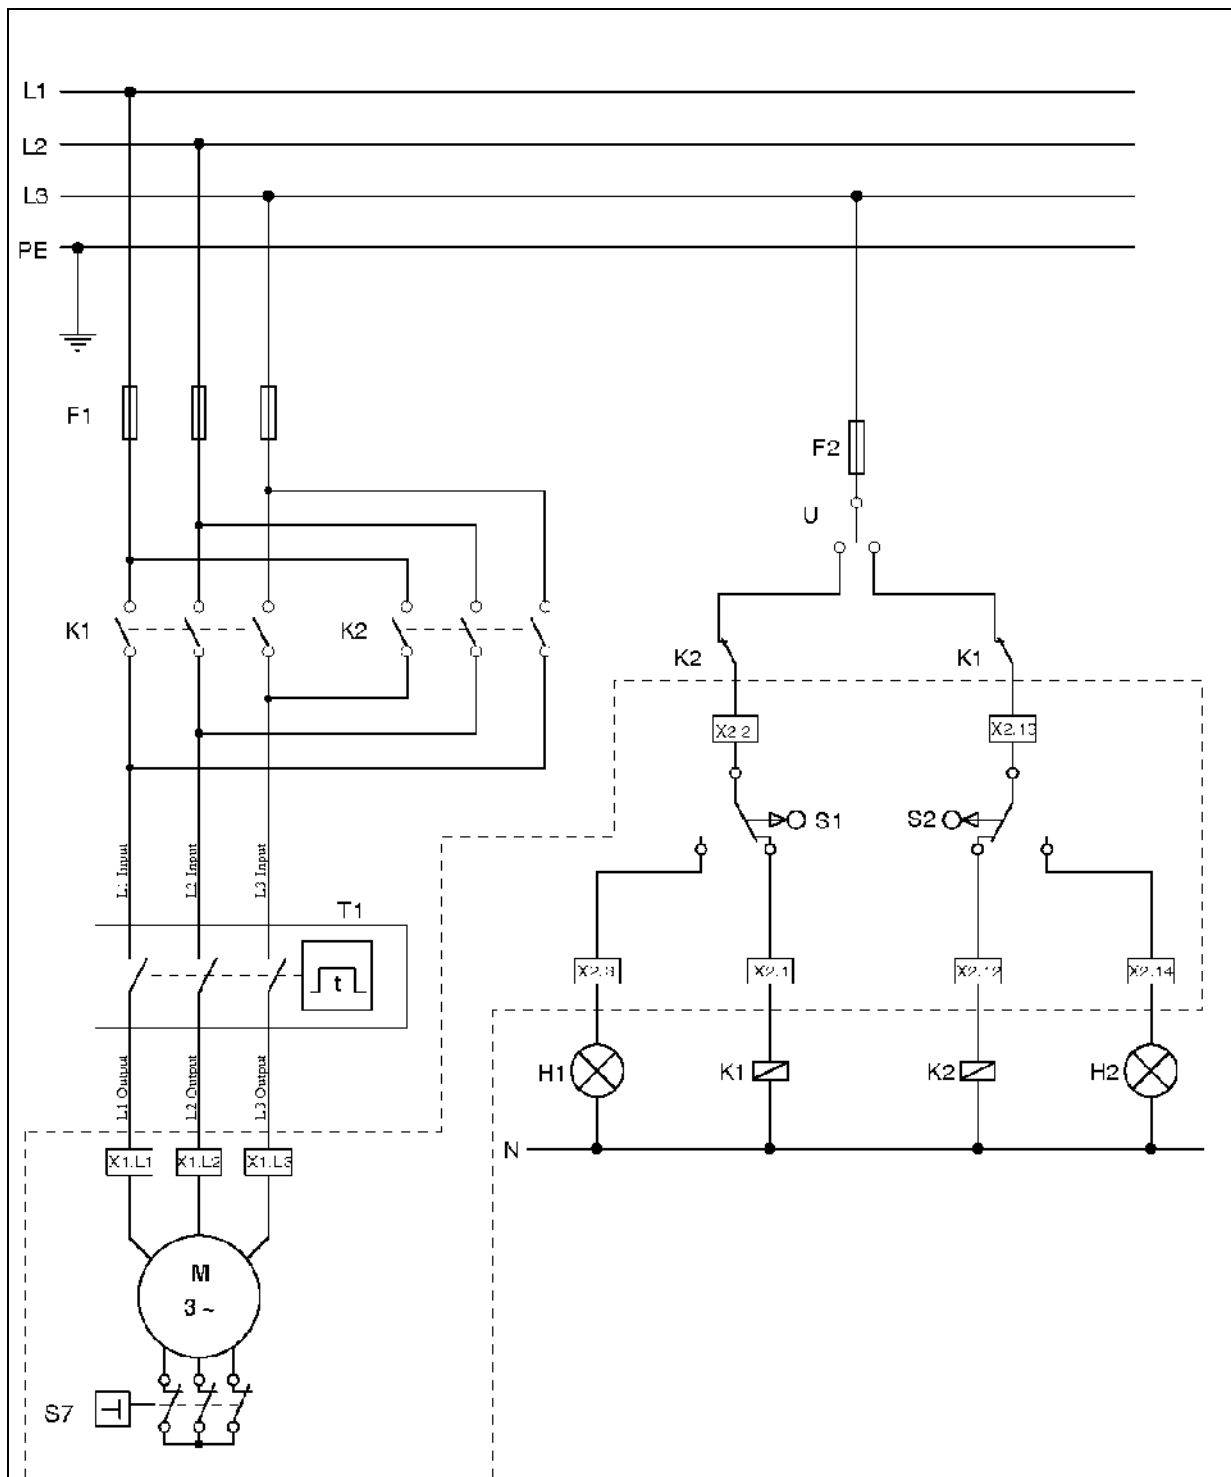 L1
L2
L3
PE
F1
F2
U
K1
K2
K2
K1
X2.2
X2.13
S1
S2
L1 Input
L2 Input
L3 Input
T1
t
X2.3
X2.1
X2.12
X2.14
L1 Output
L2 Output
L3 Output
H1
K1
K2
H2
N
X1.L1
X1.L2
X1.L3
M
3 ~
S7